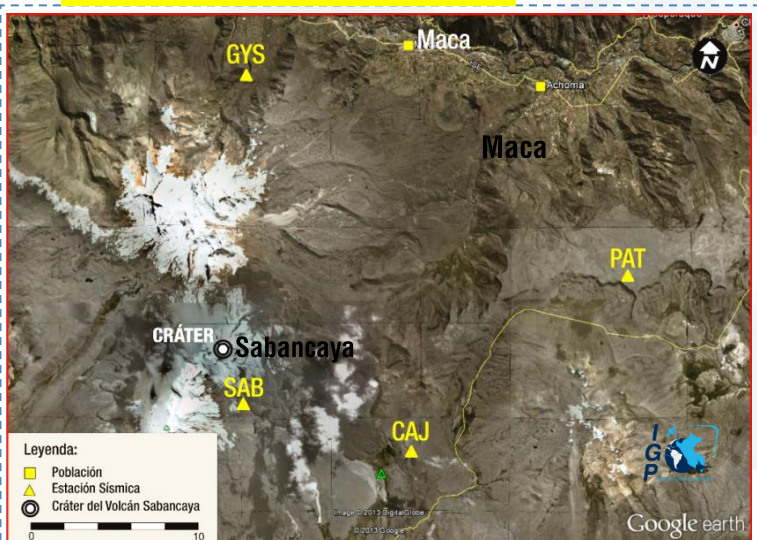 GYS
Maca
Achoma
Maca
N
PAT
CRÁTER
Sabancaya
SAB
CAJ
Leyenda:
Población
Estación Sísmica
Cráter del Volcán Sabancaya
0 10
Image © 2013 DigitalGlobe
© 2013 Google
IGP
Google earth